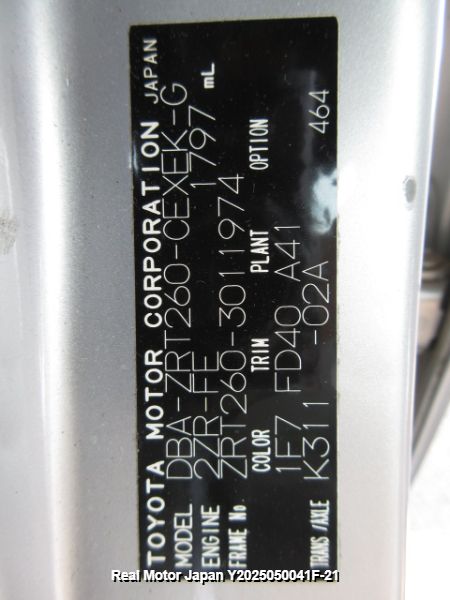 TOYOTA MOTOR CORPORATION JAPAN
MODEL DBA-ZRT260-CEXEK-G
ENGINE 2ZR-FE 1797 mL
FRAME No ZRT260-3011974
COLOR TRIM PLANT OPTION
1F7 FD40 A41 464
TRANS/AXLE K311 -02A
Real Motor Japan Y2025050041F-21